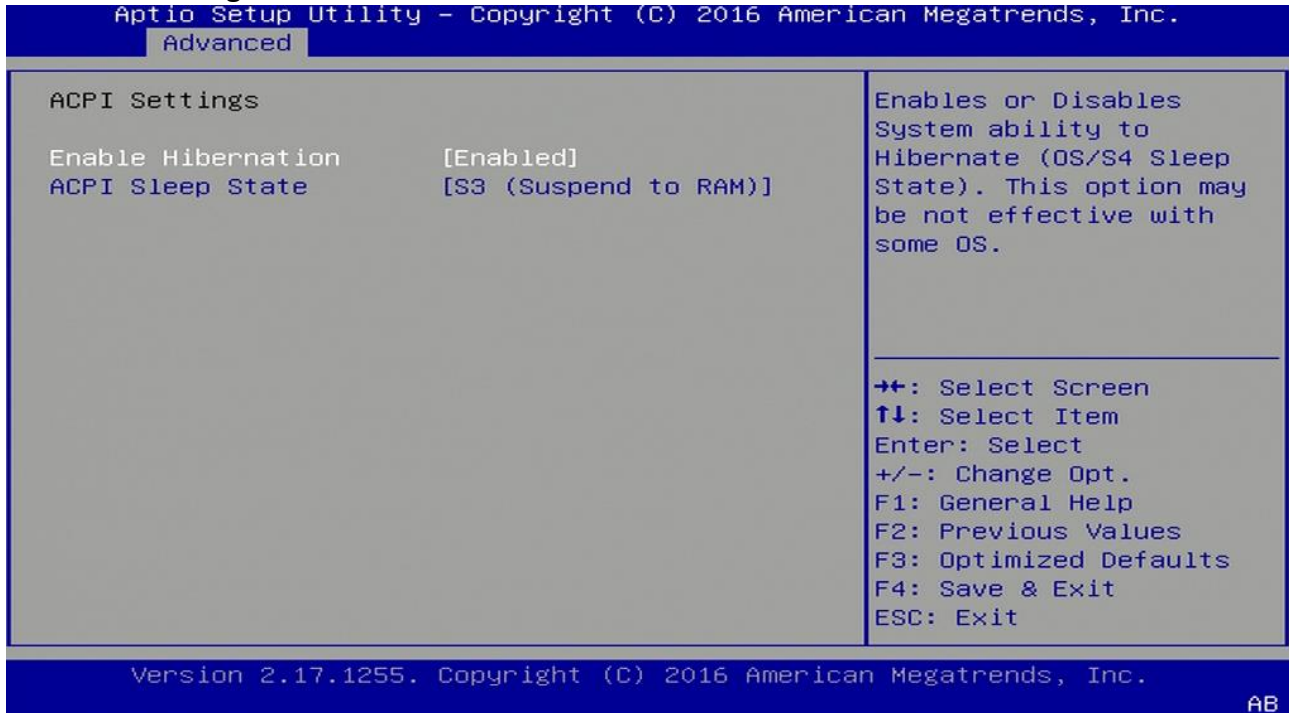 Aptio Setup Utility – Copyright (C) 2016 American Megatrends, Inc.
Advanced
ACPI Settings
Enable Hibernation [Enabled]
ACPI Sleep State [S3 (Suspend to RAM)]
Enables or Disables
System ability to
Hibernate (OS/S4 Sleep
State). This option may
be not effective with
some OS.
→←: Select Screen
↑↓: Select Item
Enter: Select
+/-: Change Opt.
F1: General Help
F2: Previous Values
F3: Optimized Defaults
F4: Save & Exit
ESC: Exit
Version 2.17.1255. Copyright (C) 2016 American Megatrends, Inc.
AB